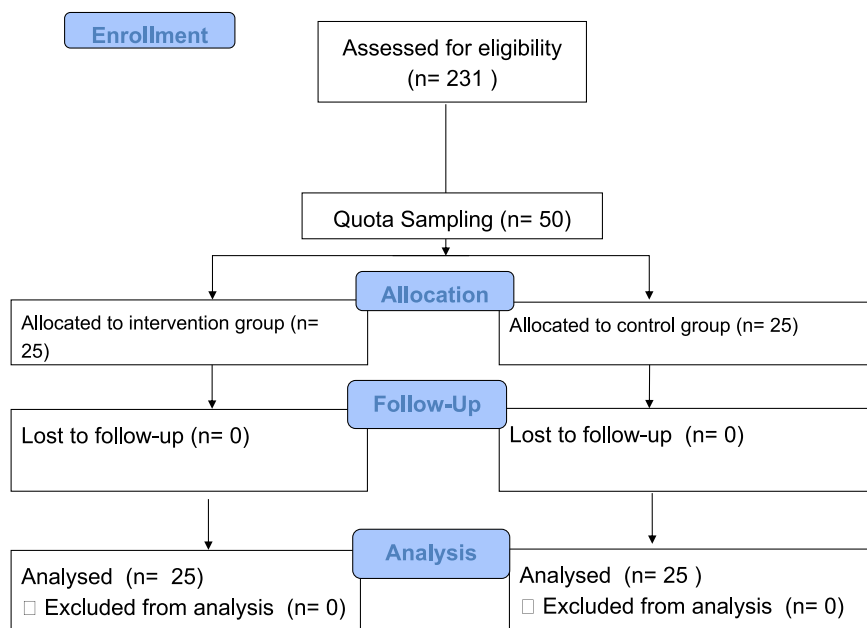 Enrollment
Assessed for eligibility
(n= 231 )
Quota Sampling (n= 50)
Allocation
Allocated to intervention group (n=
25)
Allocated to control group (n= 25)
Follow-Up
Lost to follow-up (n= 0)
Lost to follow-up (n= 0)
Analysis
Analysed (n= 25)
□ Excluded from analysis (n= 0)
Analysed (n= 25 )
□ Excluded from analysis (n= 0)